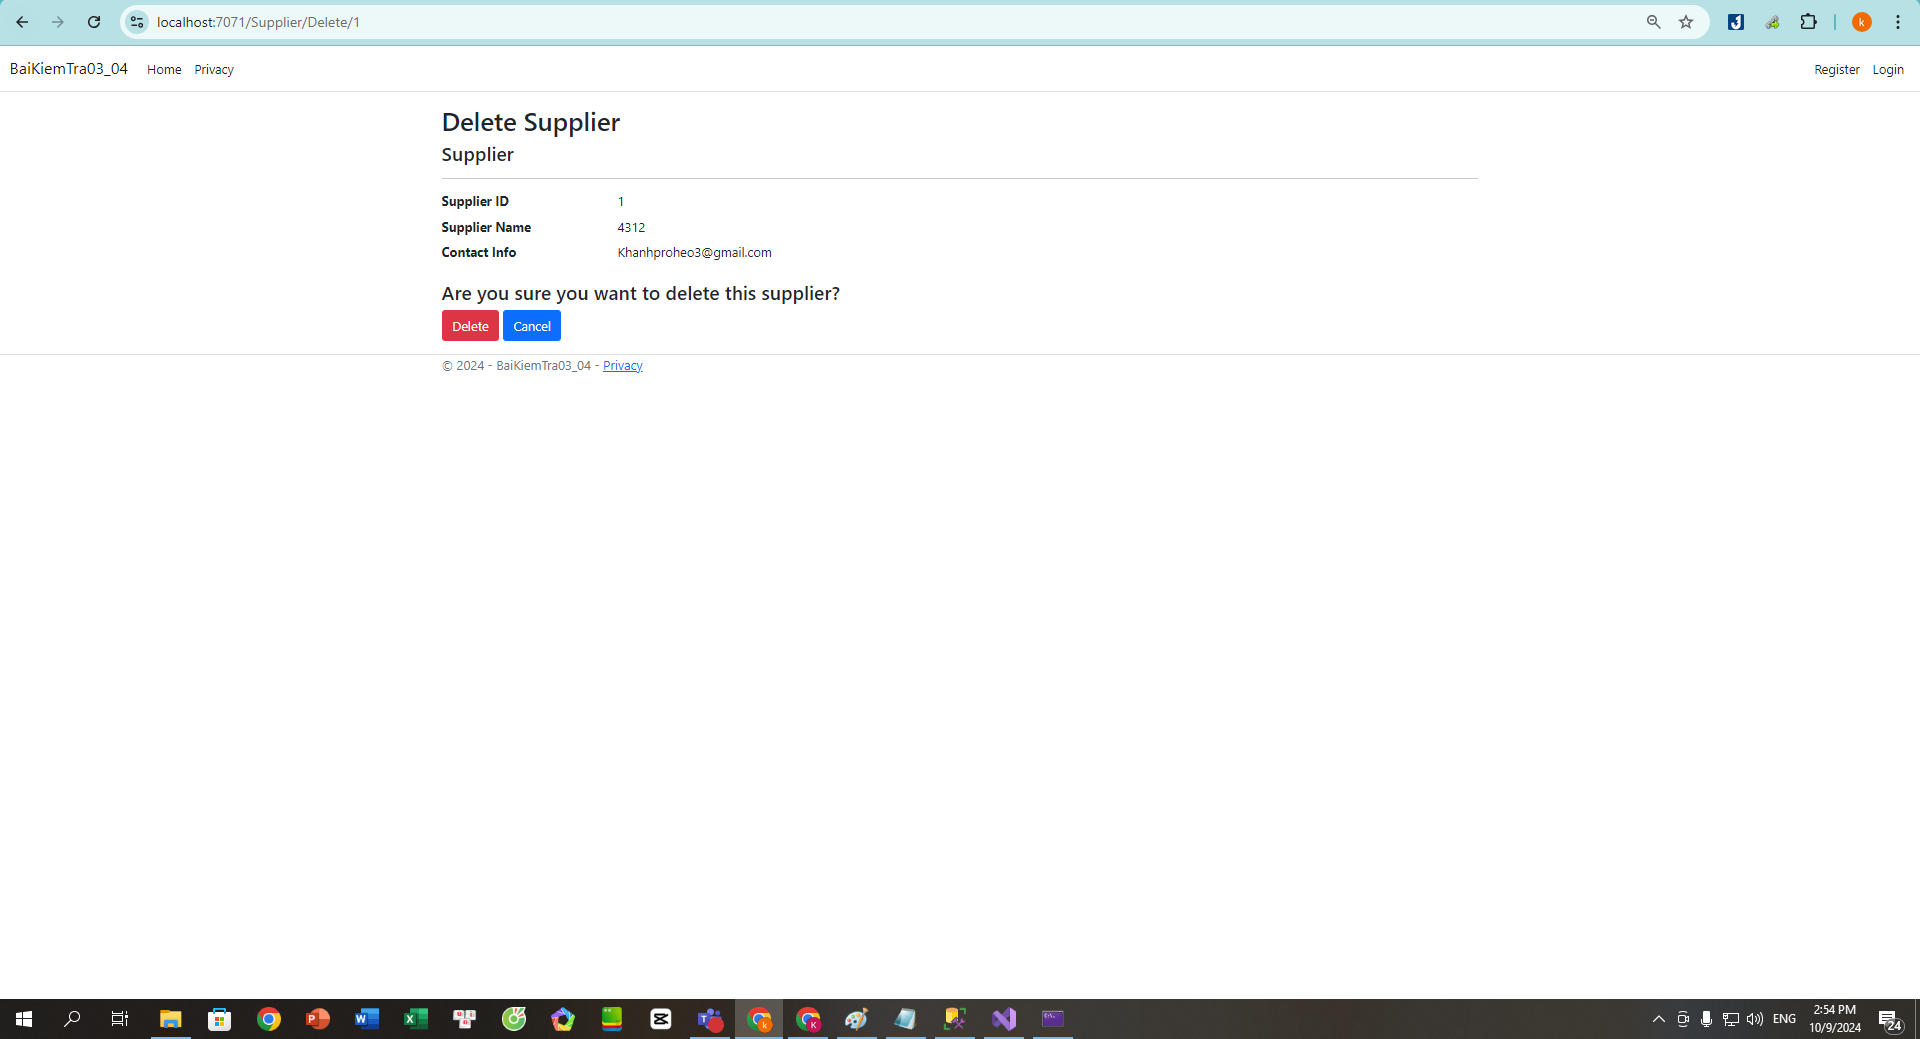 localhost:7071/Supplier/Delete/1
k
BaiKiemTra03_04 Home Privacy Register Login
Delete Supplier
Supplier
Supplier ID 1
Supplier Name 4312
Contact Info Khanhproheo3@gmail.com
Are you sure you want to delete this supplier?
Delete Cancel
© 2024 - BaiKiemTra03_04 - Privacy
ENG
2:54 PM
10/9/2024
24